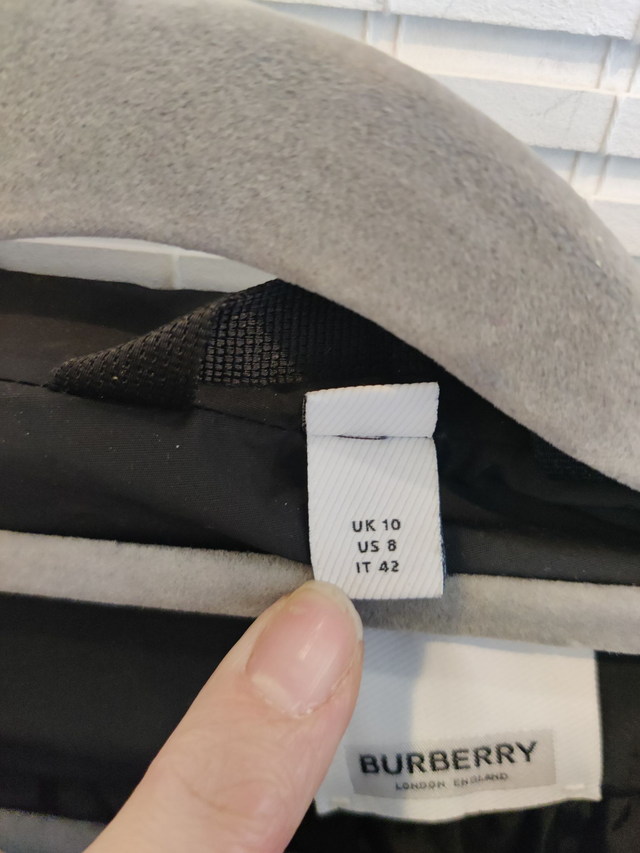 UK 10
US 8
IT 42
BURBERRY
LONDON ENGLAND